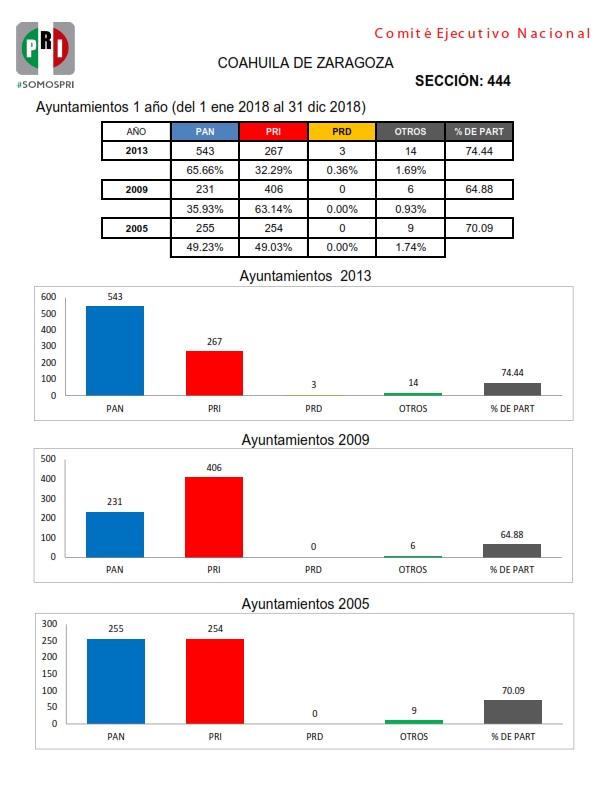 PRI
#SOMOSPRI
Comité Ejecutivo Nacional
COAHUILA DE ZARAGOZA
SECCIÓN: 444
Ayuntamientos 1 año (del 1 ene 2018 al 31 dic 2018)
AÑO PAN PRI PRD OTROS % DE PART
2013 543 267 3 14 74.44
65.66% 32.29% 0.36% 1.69%
2009 231 406 0 6 64.88
35.93% 63.14% 0.00% 0.93%
2005 255 254 0 9 70.09
49.23% 49.03% 0.00% 1.74%
Ayuntamientos 2013
600
500
400
300
200
100
0
543 267 3 14 74.44
PAN PRI PRD OTROS % DE PART
Ayuntamientos 2009
500
400
300
200
100
0
231 406 0 6 64.88
PAN PRI PRD OTROS % DE PART
Ayuntamientos 2005
300
250
200
150
100
50
0
255 254 0 9 70.09
PAN PRI PRD OTROS % DE PART